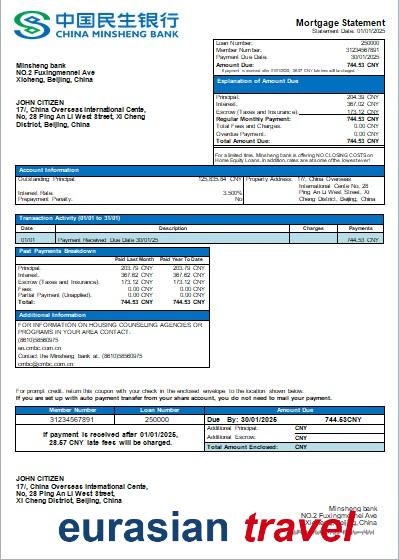 中国民生银行
CHINA MINSHENG BANK
Mortgage Statement
Statement Date: 01/01/2025
Loan Number: 250000
Member Number: 31234567891
Payment Due Date: 30/01/2025
Amount Due: 744.53 CNY
If payment is received after 30/01/2025, 28.57 CNY late fee will be charged.
Minsheng bank
NO.2 Fuxingmennei Ave
Xicheng, Beijing, China
Explanation of Amount Due
Principal: 204.39 CNY
Interest: 367.02 CNY
Escrow (Taxes and Insurance): 173.12 CNY
Regular Monthly Payment: 744.53 CNY
Total Fees and Charges: 0.00 CNY
Overdue Payment: 0.00 CNY
Total Amount Due: 744.53 CNY
JOHN CITIZEN
17/, China Overseas International Cente,
No, 28 Ping An Li West Street, Xi Cheng
District, Beijing, China
For a limited time, Minsheng bank is offering NO CLOSING COSTS on
Home Equity Loans. In addition, rates are at some of the lowest ever!
Account Information
Outstanding Principal: 125,835.84 CNY
Interest Rate: 3.500%
Prepayment Penalty: No
Property Address: 17/, China Overseas
International Cente No, 28
Ping An Li West Street, Xi
Cheng District, Beijing, China
Transaction Activity (01/01 to 31/01)
Date Description Charges Payments
01/01 Payment Received Due Date 30/01/25 744.53 CNY
Past Payments Breakdown
Paid Last Month Paid Year To Date
Principal: 203.79 CNY 203.79 CNY
Interest: 367.62 CNY 367.62 CNY
Escrow (Taxes and Insurance): 173.12 CNY 173.12 CNY
Fees: 0.00 CNY 0.00 CNY
Partial Payment (Unapplied): 0.00 CNY 0.00 CNY
Total: 744.53 CNY 744.53 CNY
Additional Information
FOR INFORMATION ON HOUSING COUNSELING AGENCIES OR
PROGRAMS IN YOUR AREA CONTACT:
(8610)58560975
en.cmbc.com.cn
Contact the Minsheng bank at: (8610)58560975
cmbc@cmbc.com.cn
For prompt credit, return this coupon with your check in the enclosed envelope to the location shown below.
If you are set up with auto payment transfer from your share account, you do not need to mail your payment.
Member Number Loan Number Amount Due
31234567891 250000 Due By: 30/01/2025 744.53CNY
If payment is received after 01/01/2025,
28.57 CNY late fees will be charged.
Additional Principal: CNY
Additional Escrow: CNY
Total Amount Enclosed: CNY
JOHN CITIZEN
17/, China Overseas International Cente,
No, 28 Ping An Li West Street,
Xi Cheng District, Beijing, China
Minsheng bank
NO.2 Fuxingmennei Ave
eurasian travel